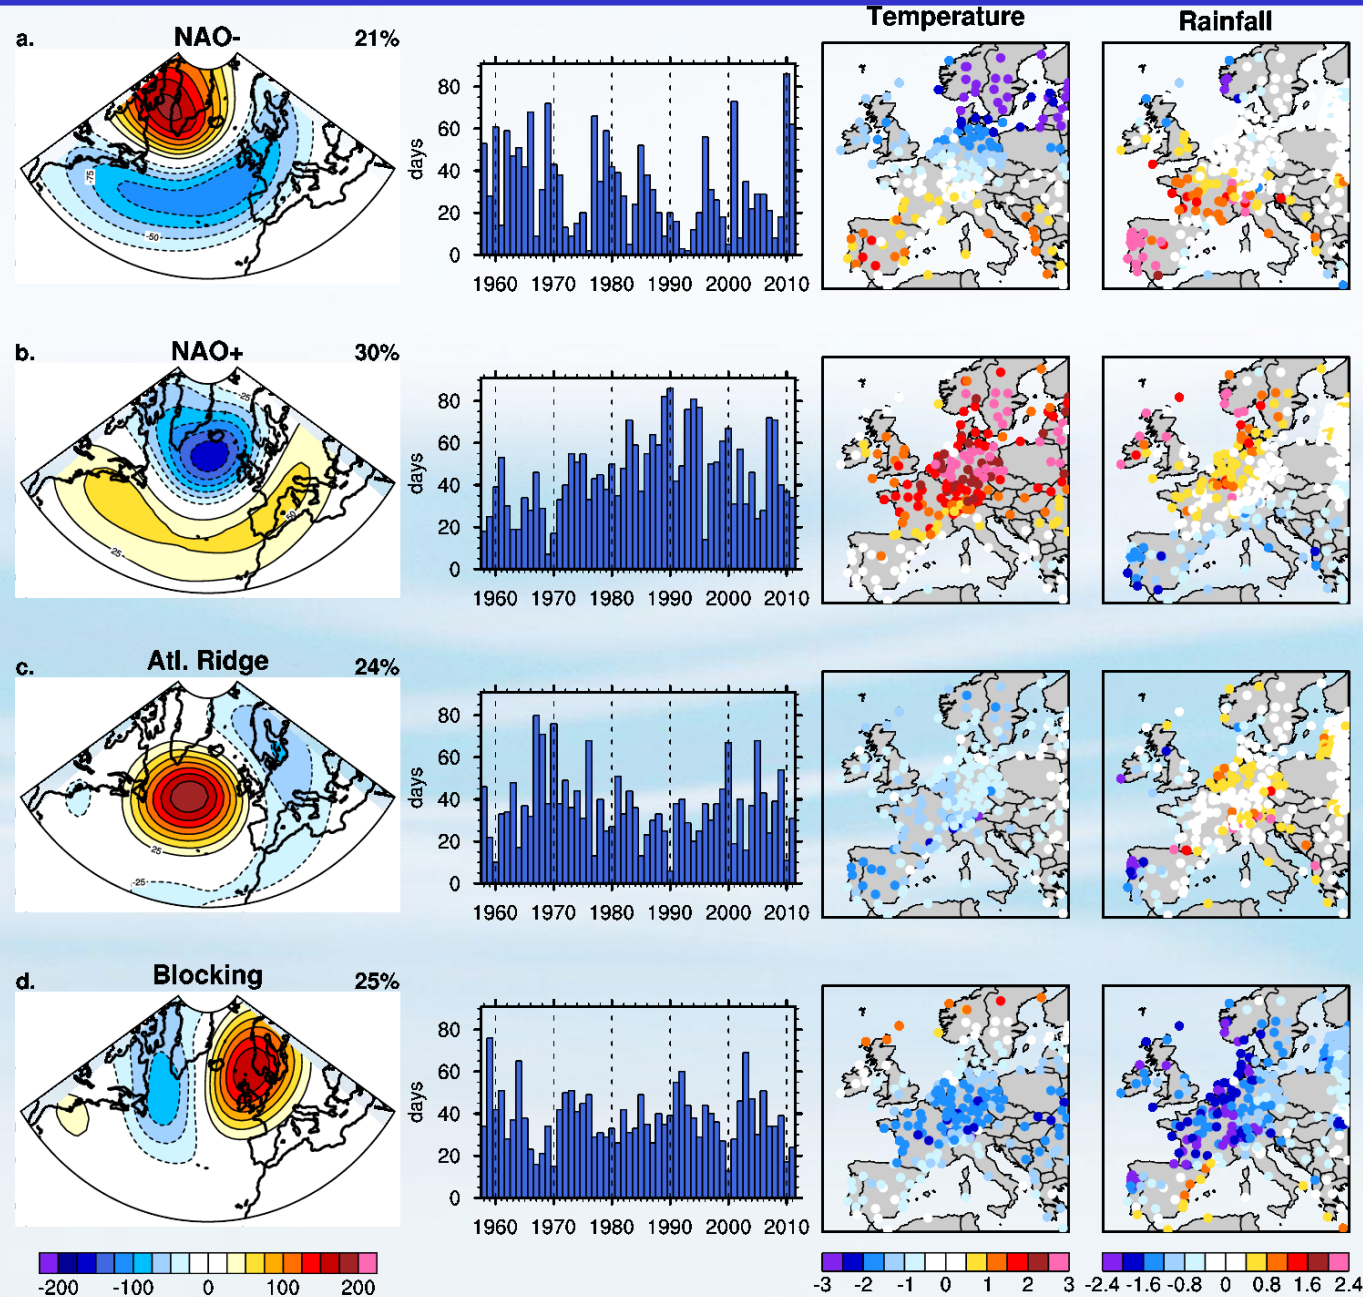 Temperature
Rainfall
a.
NAO-
21%
-75
-50
days
80
60
40
20
0
1960 1970 1980 1990 2000 2010
b.
NAO+
30%
-25
50
25
days
80
60
40
20
0
1960 1970 1980 1990 2000 2010
c.
Atl. Ridge
24%
25
-25
days
80
60
40
20
0
1960 1970 1980 1990 2000 2010
d.
Blocking
25%
days
80
60
40
20
0
1960 1970 1980 1990 2000 2010
-200 -100 0 100 200
-3 -2 -1 0 1 2 3
-2.4 -1.6 -0.8 0 0.8 1.6 2.4